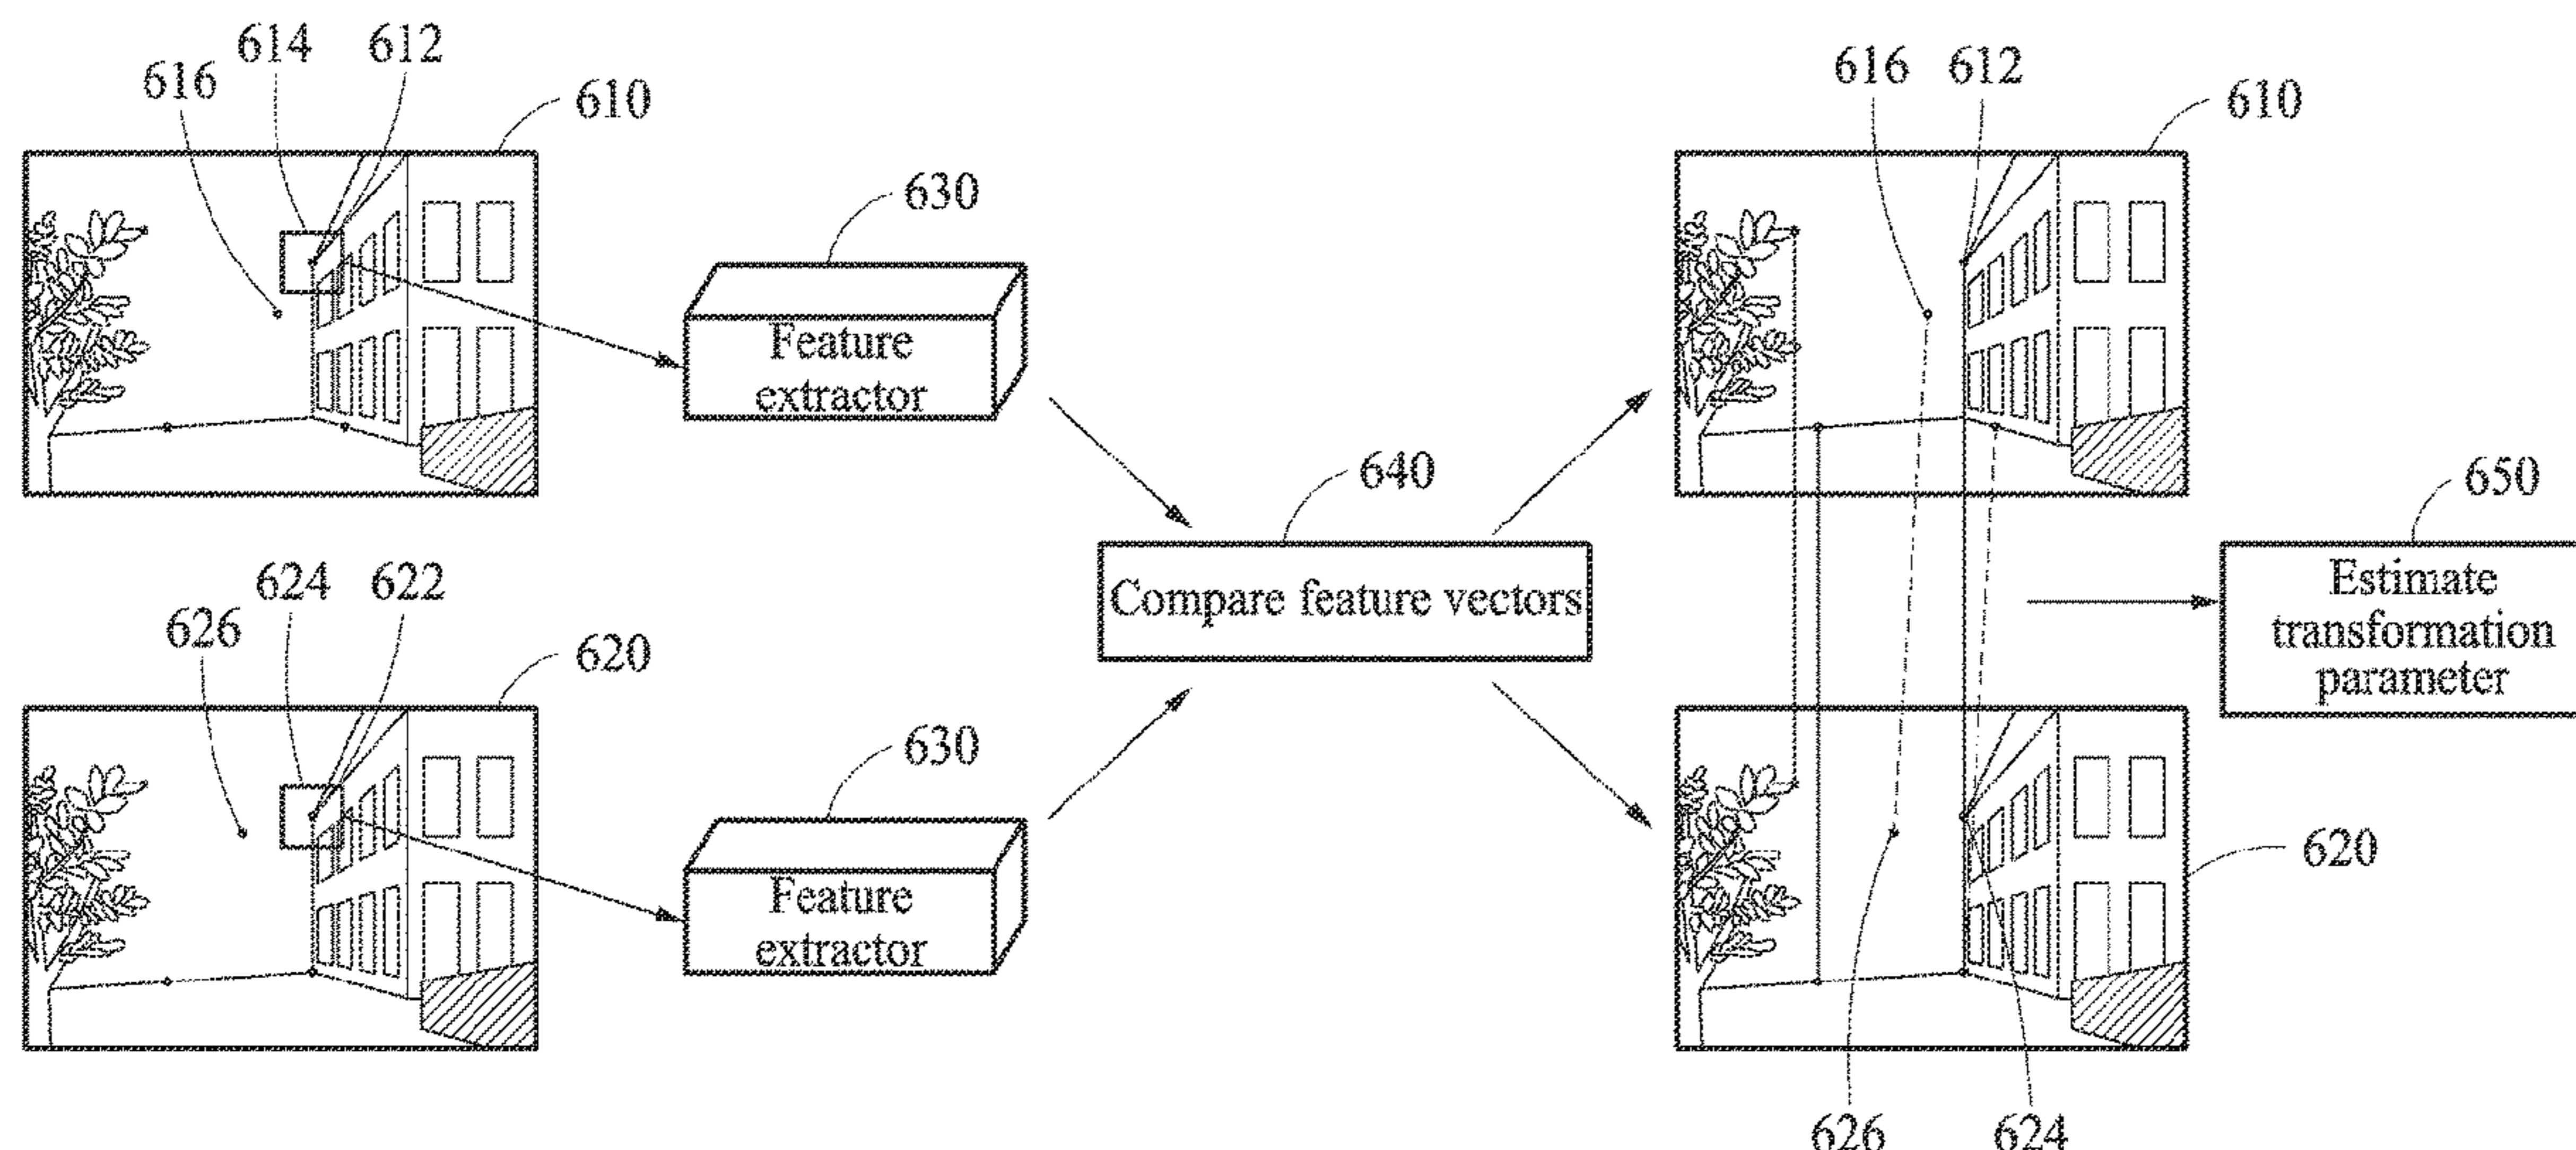 614
612
616
610
630
Feature
extractor
624
622
626
620
630
Feature
extractor
640
Compare feature vectors
616
612
610
650
Estimate
transformation
parameter
620
626
624